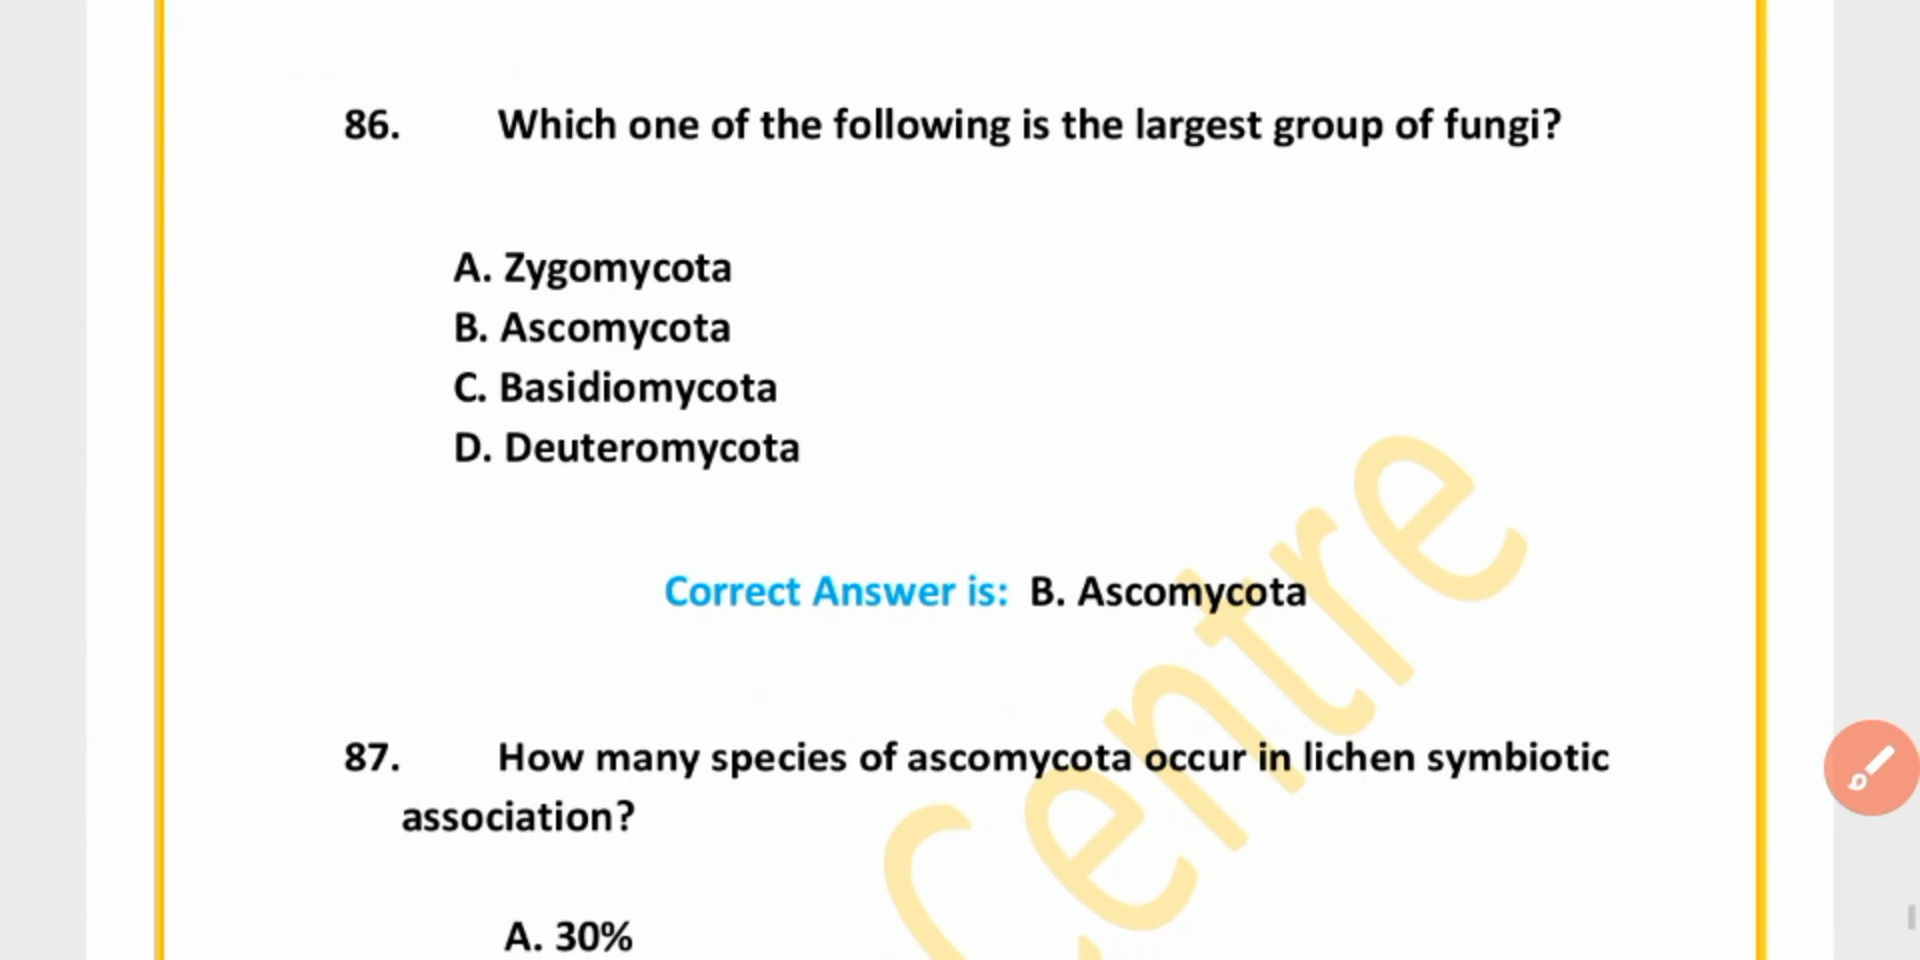 86. Which one of the following is the largest group of fungi?
A. Zygomycota
B. Ascomycota
C. Basidiomycota
D. Deuteromycota
Correct Answer is: B. Ascomycota
87. How many species of ascomycota occur in lichen symbiotic
association?
A. 30%
Centre